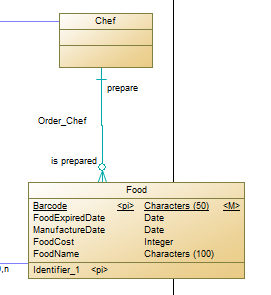 Chef
prepare
Order_Chef
is prepared
Food
Barcode <pi> Characters (50) <M>
FoodExpiredDate Date
ManufactureDate Date
FoodCost Integer
FoodName Characters (100)
,n
Identifier_1 <pi>